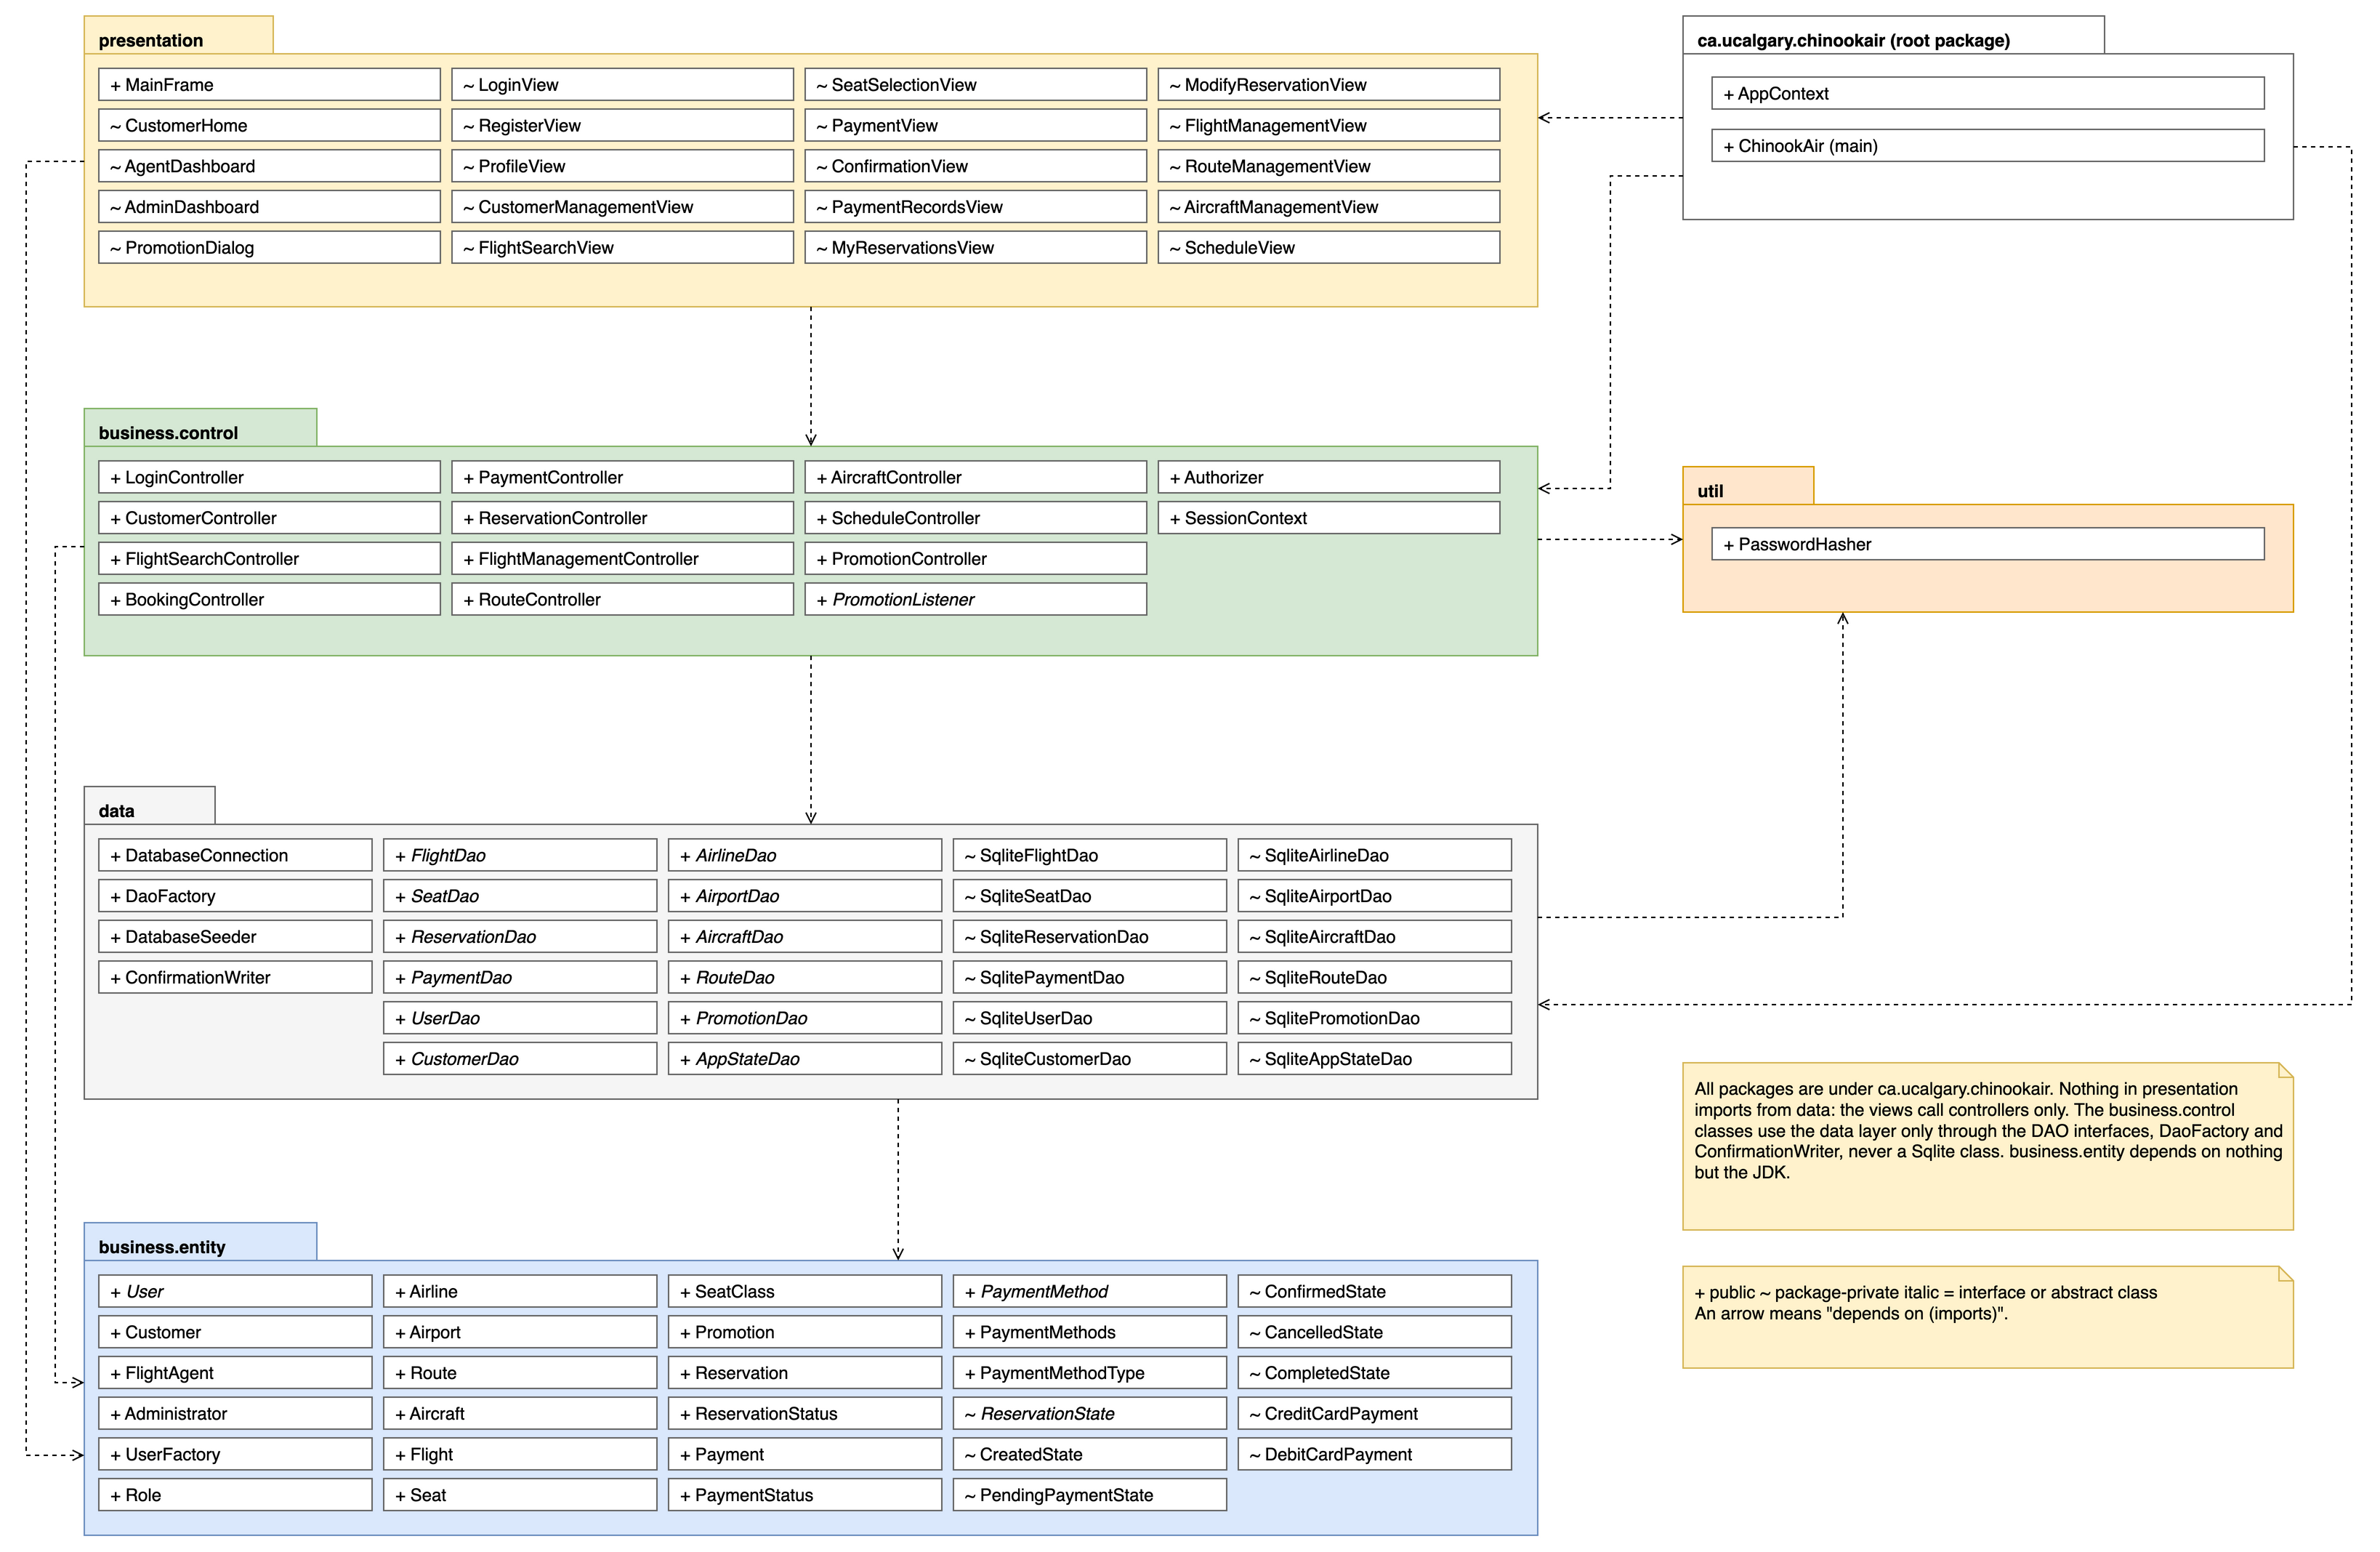 presentation
+ MainFrame
~ CustomerHome
~ AgentDashboard
~ AdminDashboard
~ PromotionDialog
~ LoginView
~ RegisterView
~ ProfileView
~ CustomerManagementView
~ FlightSearchView
~ SeatSelectionView
~ PaymentView
~ ConfirmationView
~ PaymentRecordsView
~ MyReservationsView
~ ModifyReservationView
~ FlightManagementView
~ RouteManagementView
~ AircraftManagementView
~ ScheduleView
ca.ucalgary.chinookair (root package)
+ AppContext
+ ChinookAir (main)
business.control
+ LoginController
+ CustomerController
+ FlightSearchController
+ BookingController
+ PaymentController
+ ReservationController
+ FlightManagementController
+ RouteController
+ AircraftController
+ ScheduleController
+ PromotionController
+ PromotionListener
+ Authorizer
+ SessionContext
util
+ PasswordHasher
data
+ DatabaseConnection
+ DaoFactory
+ DatabaseSeeder
+ ConfirmationWriter
+ FlightDao
+ SeatDao
+ ReservationDao
+ PaymentDao
+ UserDao
+ CustomerDao
+ AirlineDao
+ AirportDao
+ AircraftDao
+ RouteDao
+ PromotionDao
+ AppStateDao
~ SqliteFlightDao
~ SqliteSeatDao
~ SqliteReservationDao
~ SqlitePaymentDao
~ SqliteUserDao
~ SqliteCustomerDao
~ SqliteAirlineDao
~ SqliteAirportDao
~ SqliteAircraftDao
~ SqliteRouteDao
~ SqlitePromotionDao
~ SqliteAppStateDao
All packages are under ca.ucalgary.chinookair. Nothing in presentation
imports from data: the views call controllers only. The business.control
classes use the data layer only through the DAO interfaces, DaoFactory and
ConfirmationWriter, never a Sqlite class. business.entity depends on nothing
but the JDK.
business.entity
+ User
+ Customer
+ FlightAgent
+ Administrator
+ UserFactory
+ Role
+ Airline
+ Airport
+ Route
+ Aircraft
+ Flight
+ Seat
+ SeatClass
+ Promotion
+ Reservation
+ ReservationStatus
+ Payment
+ PaymentStatus
+ PaymentMethod
+ PaymentMethods
+ PaymentMethodType
~ ReservationState
~ CreatedState
~ PendingPaymentState
~ ConfirmedState
~ CancelledState
~ CompletedState
~ CreditCardPayment
~ DebitCardPayment
+ public ~ package-private italic = interface or abstract class
An arrow means "depends on (imports)".